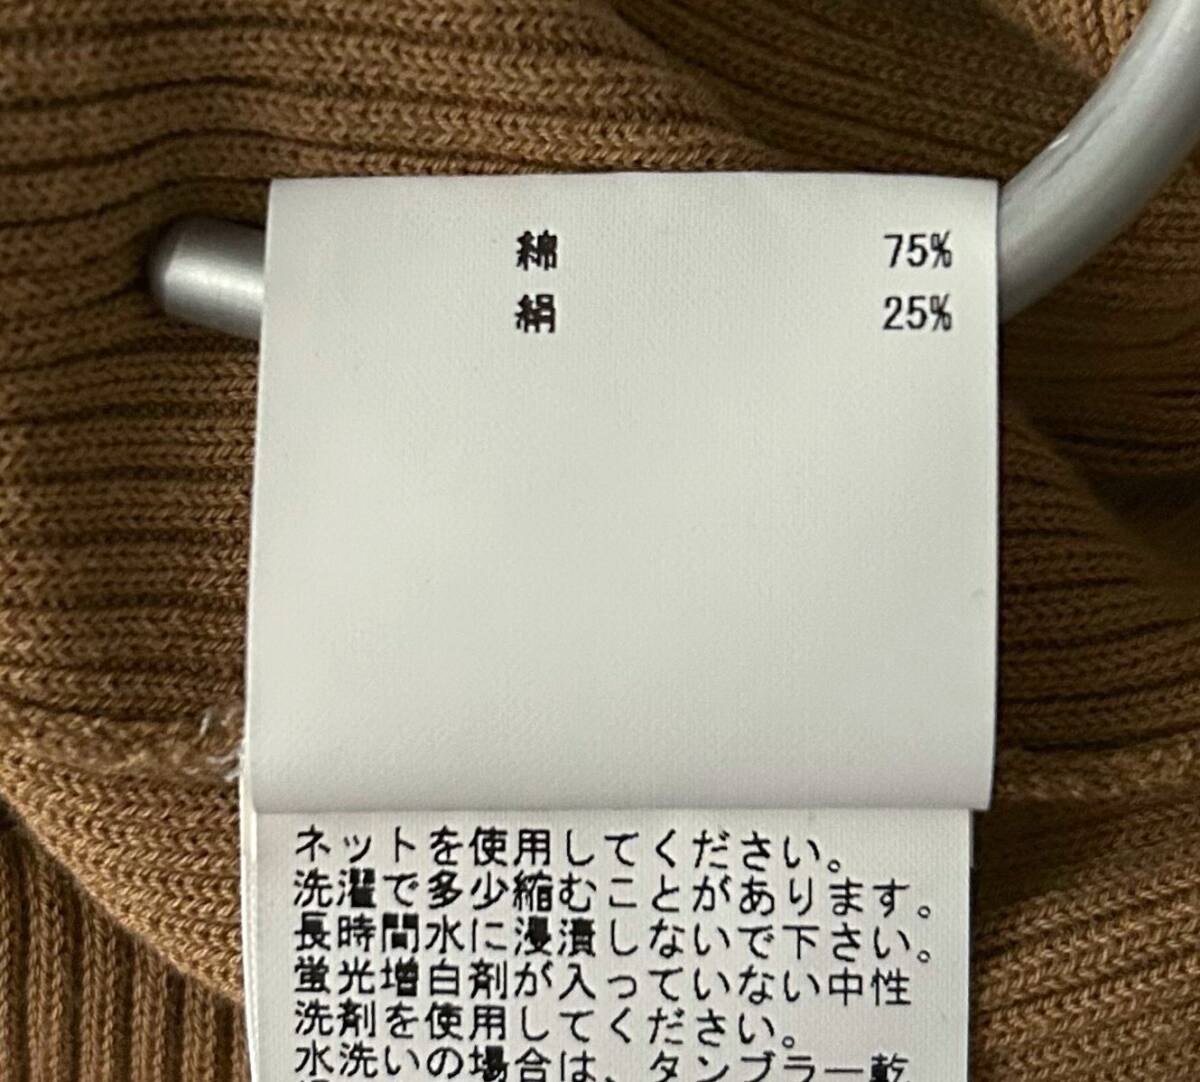 綿 75%
絹 25%
ネットを使用してください。
洗濯で多少縮むことがあります。
長時間水に浸漬しないで下さい。
蛍光増白剤が入っていない中性
洗剤を使用してください。
水洗いの場合は、タンブラー乾